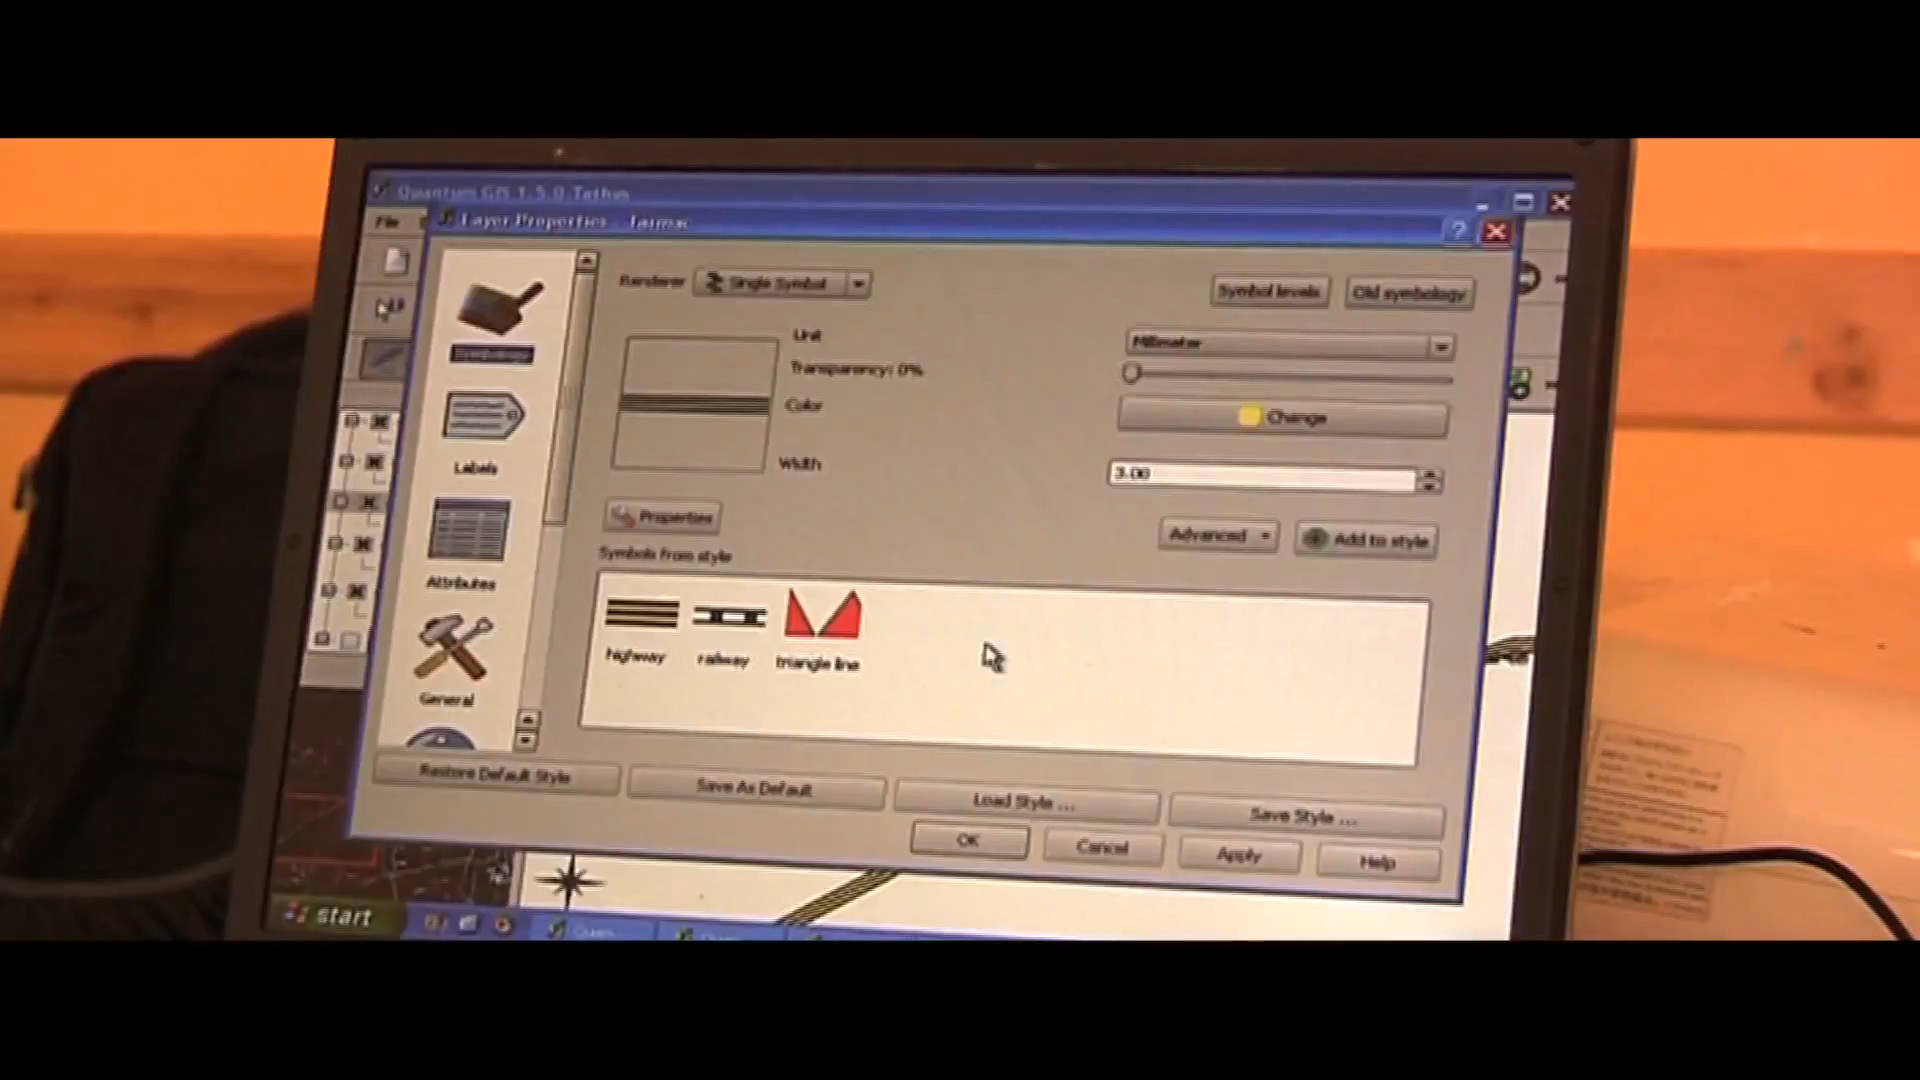 Quantum GIS 1.5.0-Tethys
Layer Properties -
File
Renderer Single Symbol Symbol levels Old symbology
Symbology
Unit Millimeter
Transparency: 0%
Color Change
Labels
Width 3.00
Properties Advanced Add to style
Symbols from style
Attributes
highway railway triangle line
General
Restore Default Style Save As Default Load Style ... Save Style ...
OK Cancel Apply Help
start